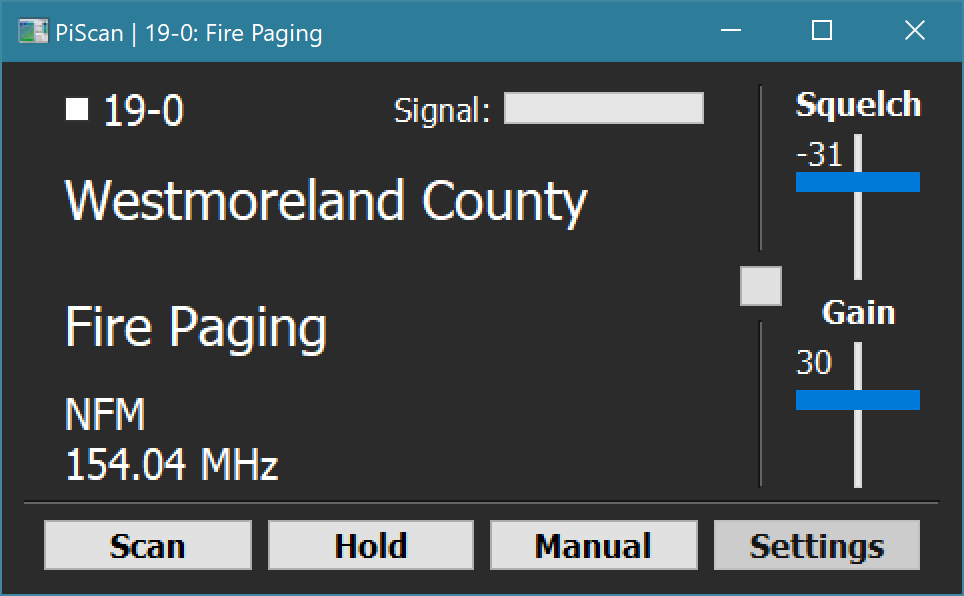 PiScan | 19-0: Fire Paging
19-0
Signal:
Westmoreland County
Fire Paging
NFM
154.04 MHz
Squelch
-31
Gain
30
Scan
Hold
Manual
Settings